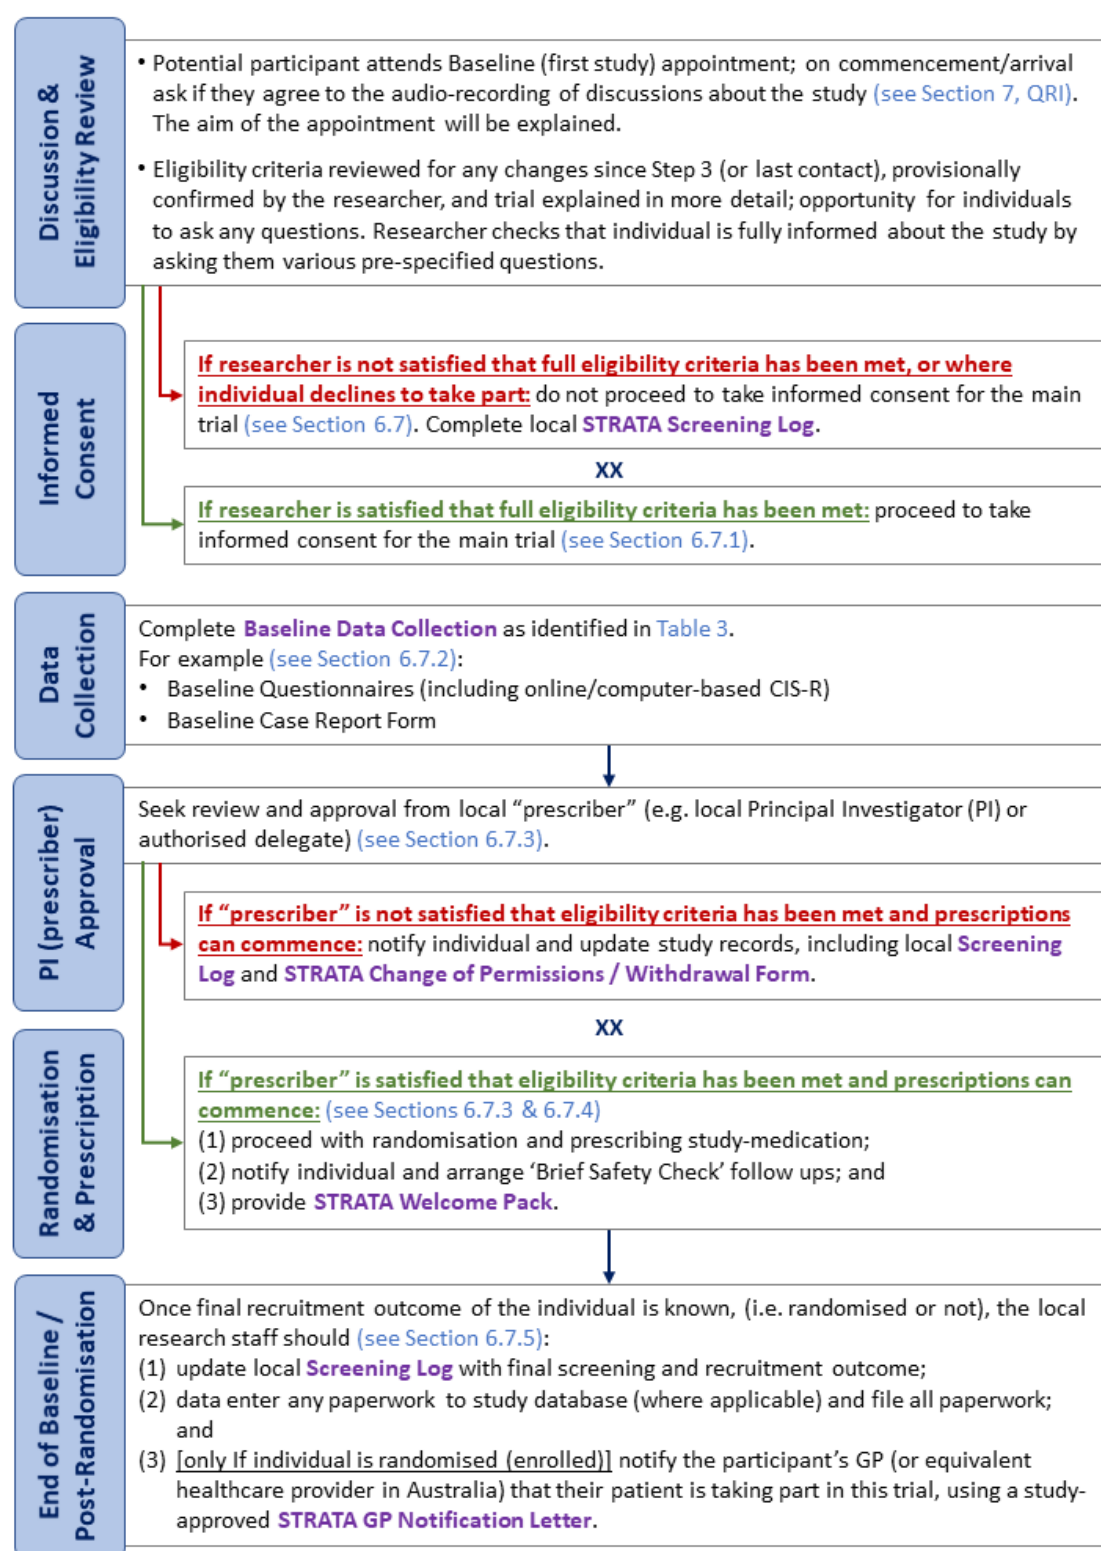 Discussion &
Eligibility Review
• Potential participant attends Baseline (first study) appointment; on commencement/arrival
ask if they agree to the audio-recording of discussions about the study (see Section 7, QRI).
The aim of the appointment will be explained.
• Eligibility criteria reviewed for any changes since Step 3 (or last contact), provisionally
confirmed by the researcher, and trial explained in more detail; opportunity for individuals
to ask any questions. Researcher checks that individual is fully informed about the study by
asking them various pre-specified questions.
Informed
Consent
If researcher is not satisfied that full eligibility criteria has been met, or where
individual declines to take part: do not proceed to take informed consent for the main
trial (see Section 6.7). Complete local STRATA Screening Log.
XX
If researcher is satisfied that full eligibility criteria has been met: proceed to take
informed consent for the main trial (see Section 6.7.1).
Data
Collection
Complete Baseline Data Collection as identified in Table 3.
For example (see Section 6.7.2):
• Baseline Questionnaires (including online/computer-based CIS-R)
• Baseline Case Report Form
PI (prescriber)
Approval
Seek review and approval from local “prescriber” (e.g. local Principal Investigator (PI) or
authorised delegate) (see Section 6.7.3).
If “prescriber” is not satisfied that eligibility criteria has been met and prescriptions
can commence: notify individual and update study records, including local Screening
Log and STRATA Change of Permissions / Withdrawal Form.
XX
Randomisation
& Prescription
If “prescriber” is satisfied that eligibility criteria has been met and prescriptions can
commence: (see Sections 6.7.3 & 6.7.4)
(1) proceed with randomisation and prescribing study-medication;
(2) notify individual and arrange ‘Brief Safety Check’ follow ups; and
(3) provide STRATA Welcome Pack.
End of Baseline /
Post-Randomisation
Once final recruitment outcome of the individual is known, (i.e. randomised or not), the local
research staff should (see Section 6.7.5):
(1) update local Screening Log with final screening and recruitment outcome;
(2) data enter any paperwork to study database (where applicable) and file all paperwork;
and
(3) [only If individual is randomised (enrolled)] notify the participant’s GP (or equivalent
healthcare provider in Australia) that their patient is taking part in this trial, using a study-
approved STRATA GP Notification Letter.